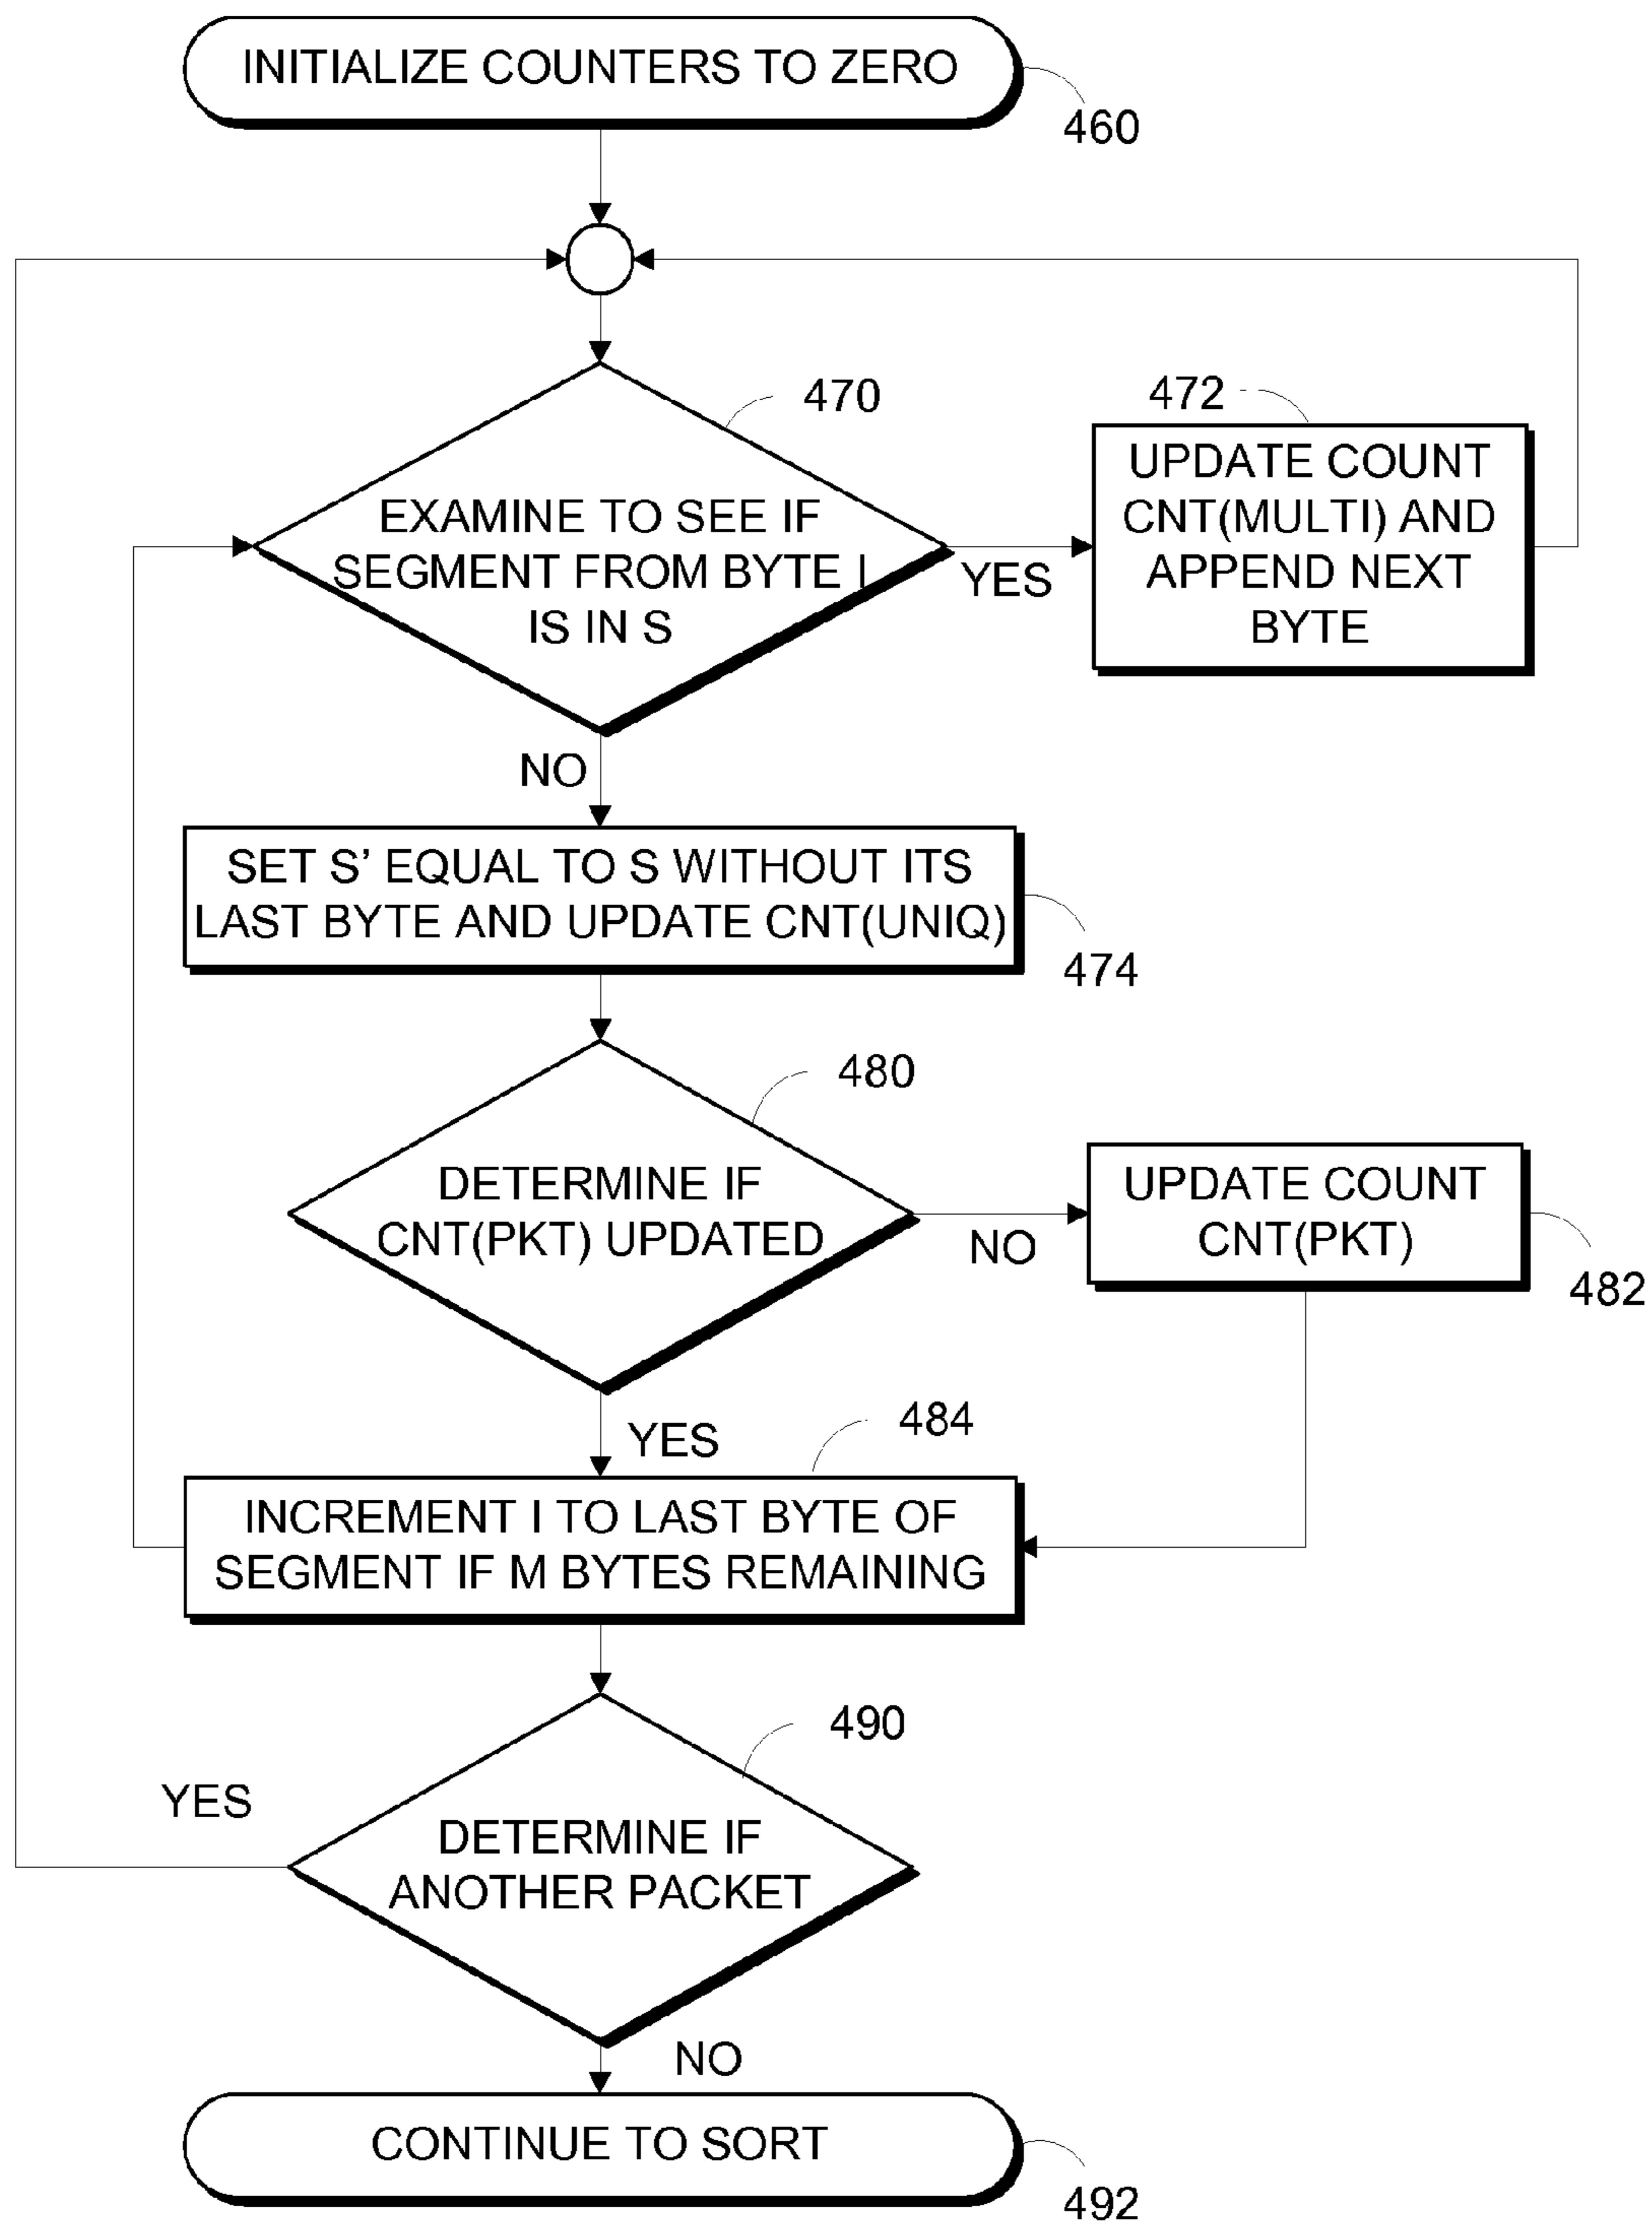 INITIALIZE COUNTERS TO ZERO
460
470
472
EXAMINE TO SEE IF
SEGMENT FROM BYTE I
IS IN S
YES
UPDATE COUNT
CNT(MULTI) AND
APPEND NEXT
BYTE
NO
SET S’ EQUAL TO S WITHOUT ITS
LAST BYTE AND UPDATE CNT(UNIQ)
474
480
DETERMINE IF
CNT(PKT) UPDATED
NO
UPDATE COUNT
CNT(PKT)
482
YES
484
INCREMENT I TO LAST BYTE OF
SEGMENT IF M BYTES REMAINING
490
YES
DETERMINE IF
ANOTHER PACKET
NO
CONTINUE TO SORT
492